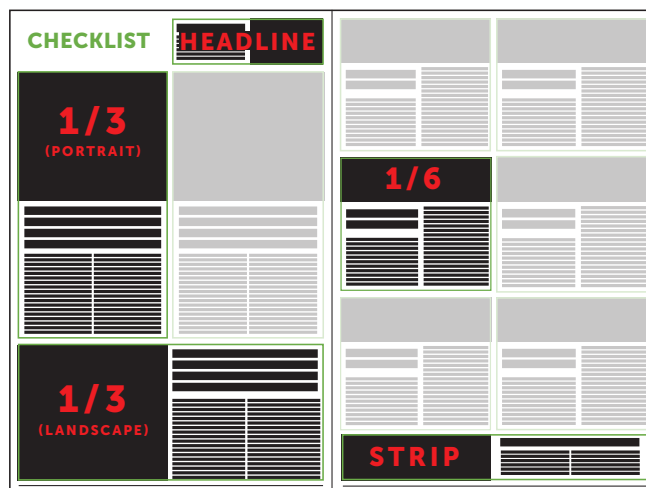 CHECKLIST
HEADLINE
1/3
(PORTRAIT)
1/3
(LANDSCAPE)
1/6
STRIP